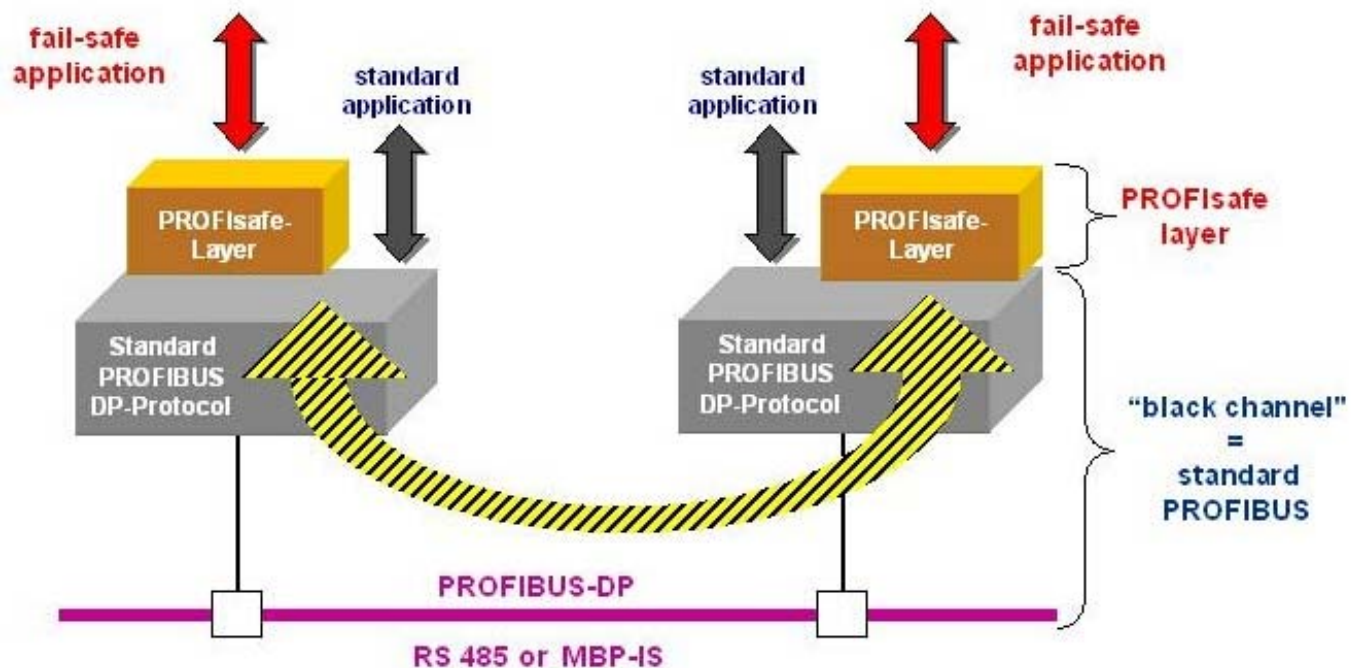 fail-safe
application
standard
application
standard
application
fail-safe
application
PROFIsafe-
Layer
PROFIsafe-
Layer
PROFIsafe
layer
Standard
PROFIBUS
DP-Protocol
Standard
PROFIBUS
DP-Protocol
"black channel"
=
standard
PROFIBUS
PROFIBUS-DP
RS 485 or MBP-IS